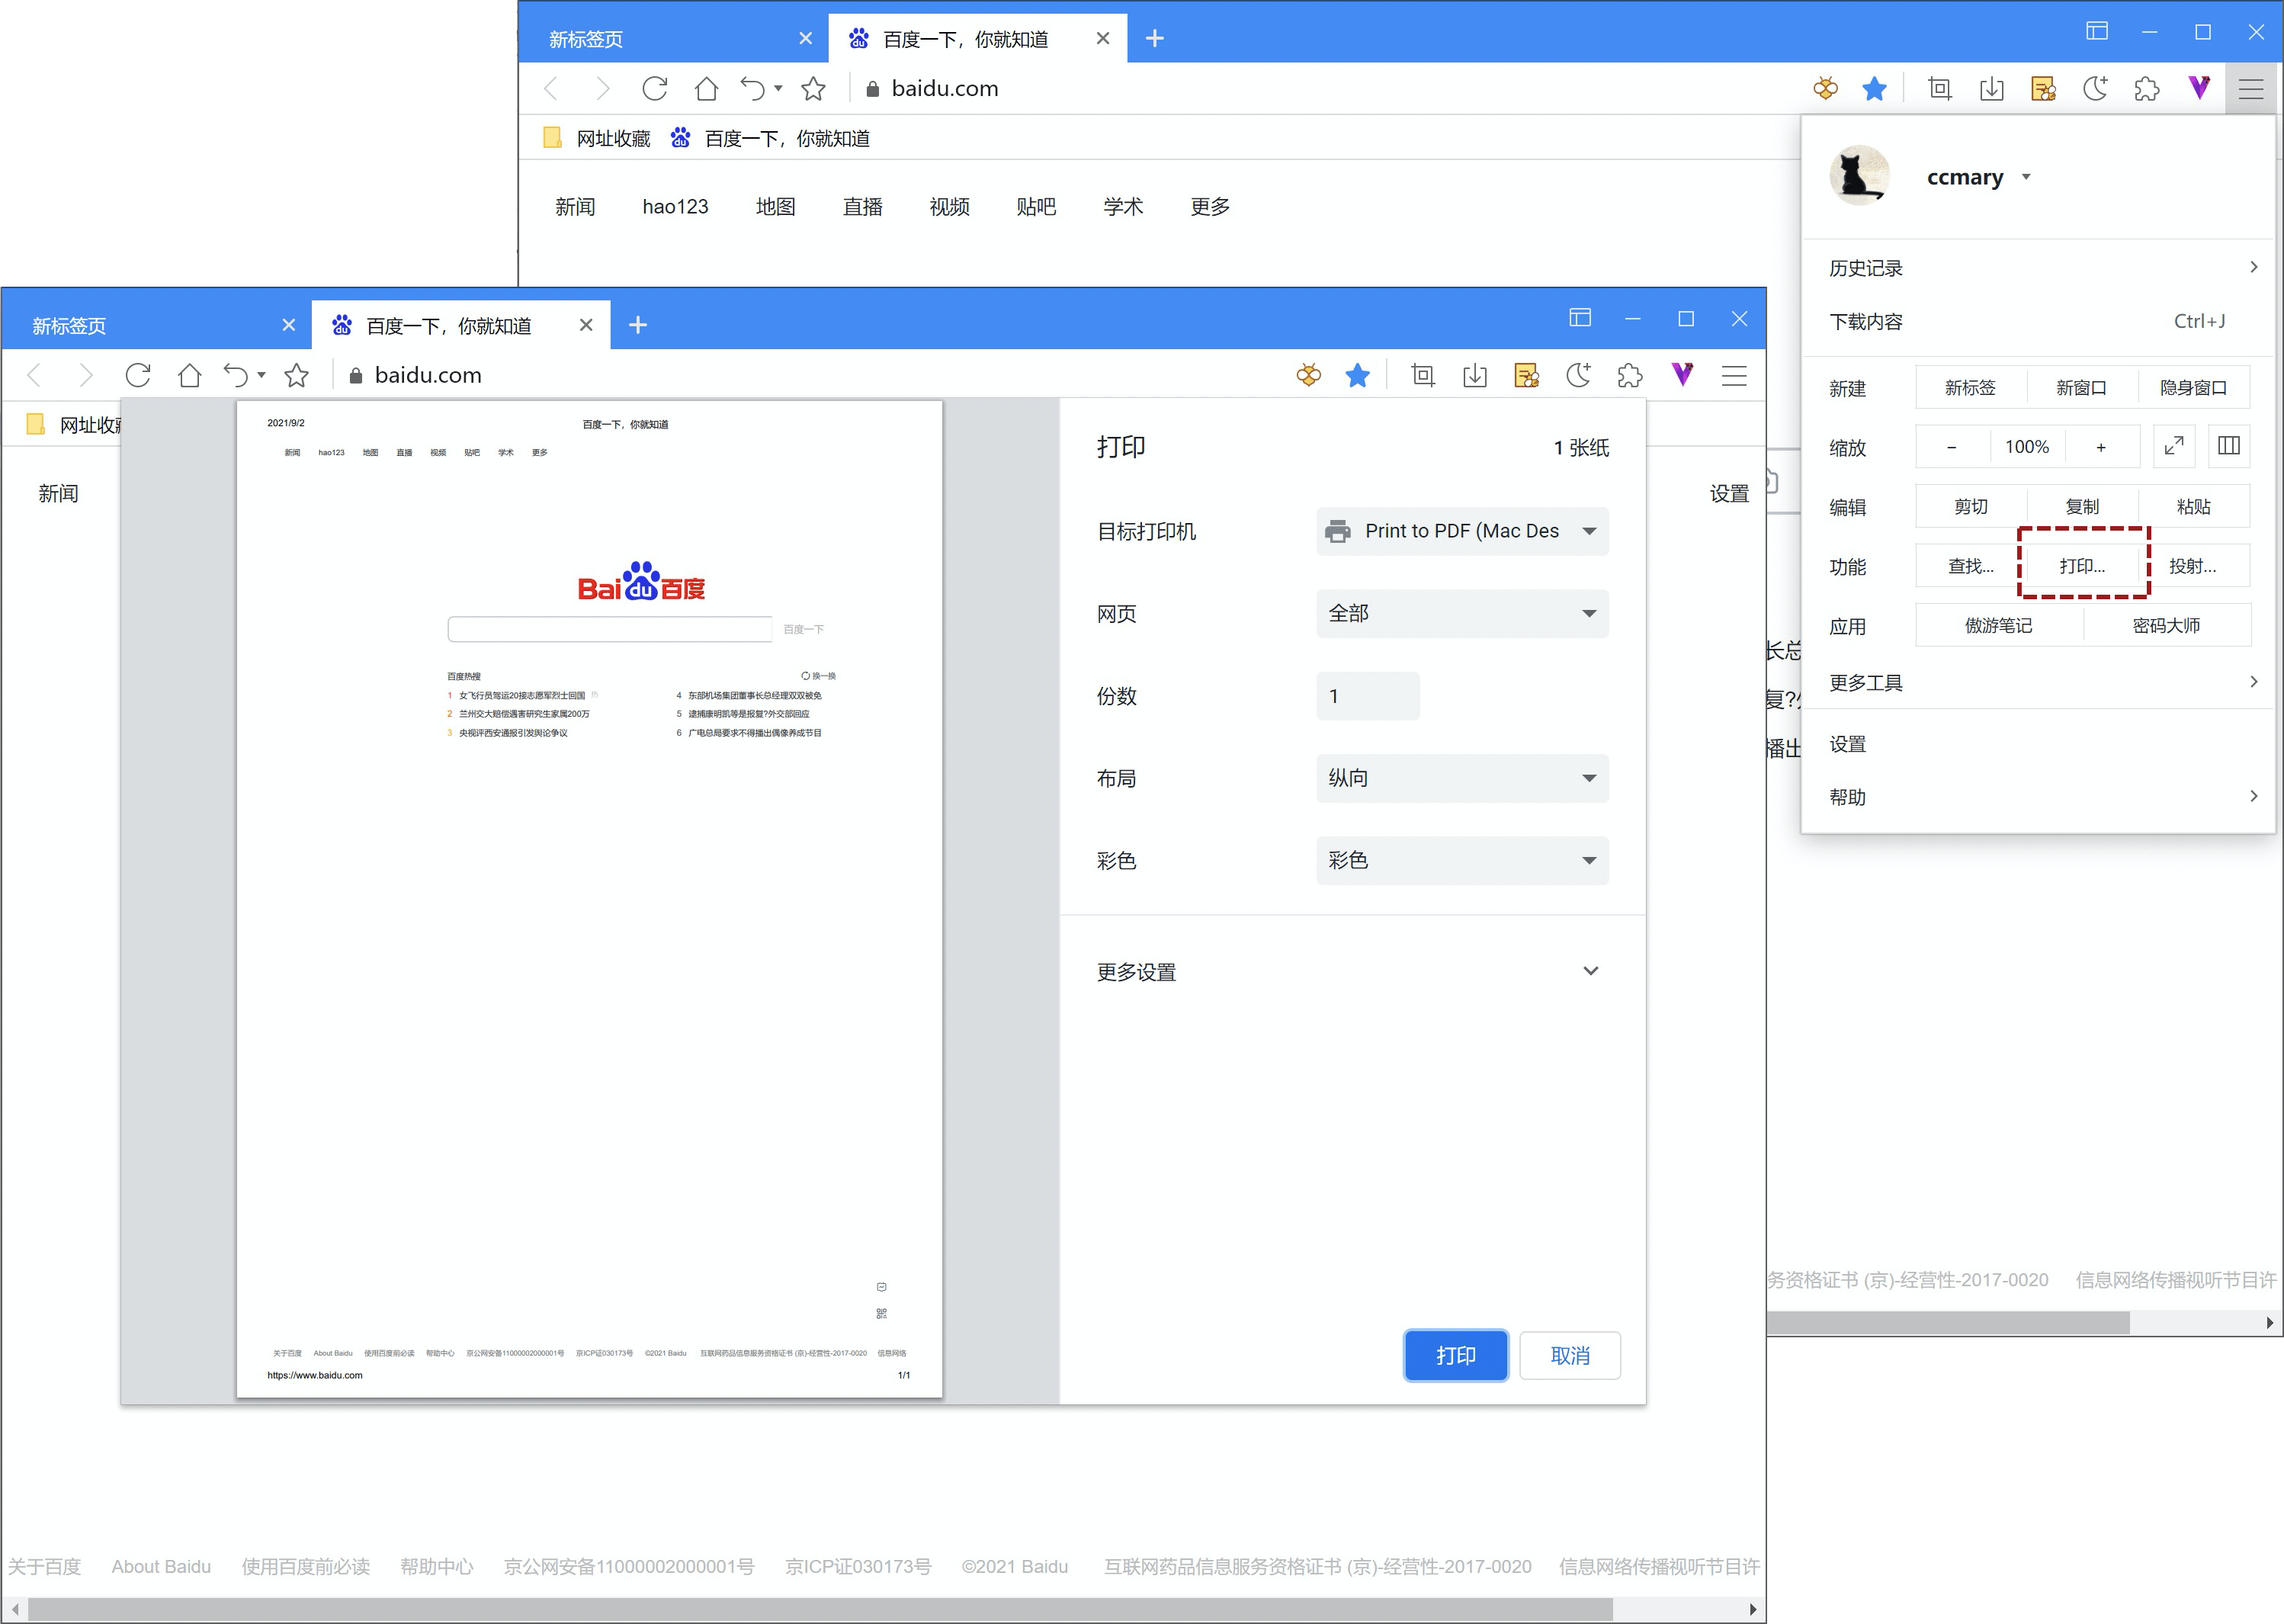 新标签页
百度一下，你就知道
baidu.com
网址收藏 百度一下，你就知道
新闻 hao123 地图 直播 视频 贴吧 学术 更多
ccmary
历史记录
下载内容 Ctrl+J
新建 新标签 新窗口 隐身窗口
缩放 − 100% +
编辑 剪切 复制 粘贴
功能 查找... 打印... 投射...
应用 傲游笔记 密码大师
更多工具
设置
帮助
长总
复?
播出
务资格证书 (京)-经营性-2017-0020 信息网络传播视听节目许
新标签页
百度一下，你就知道
baidu.com
网址收
新闻
设置
2021/9/2 百度一下，你就知道
新闻 hao123 地图 直播 视频 贴吧 学术 更多
Bai du 百度
百度一下
百度热搜 换一换
1 女飞行员驾运20接志愿军烈士回国 热
2 兰州交大赔偿遇害研究生家属200万
3 央视评西安通报引发舆论争议
4 东部机场集团董事长总经理双双被免
5 逮捕康明凯等是报复?外交部回应
6 广电总局要求不得播出偶像养成节目
关于百度 About Baidu 使用百度前必读 帮助中心 京公网安备11000002000001号 京ICP证030173号 ©2021 Baidu 互联网药品信息服务资格证书 (京)-经营性-2017-0020 信息网络
https://www.baidu.com 1/1
打印 1 张纸
目标打印机 Print to PDF (Mac Des
网页 全部
份数 1
布局 纵向
彩色 彩色
更多设置
打印 取消
关于百度 About Baidu 使用百度前必读 帮助中心 京公网安备11000002000001号 京ICP证030173号 ©2021 Baidu 互联网药品信息服务资格证书 (京)-经营性-2017-0020 信息网络传播视听节目许